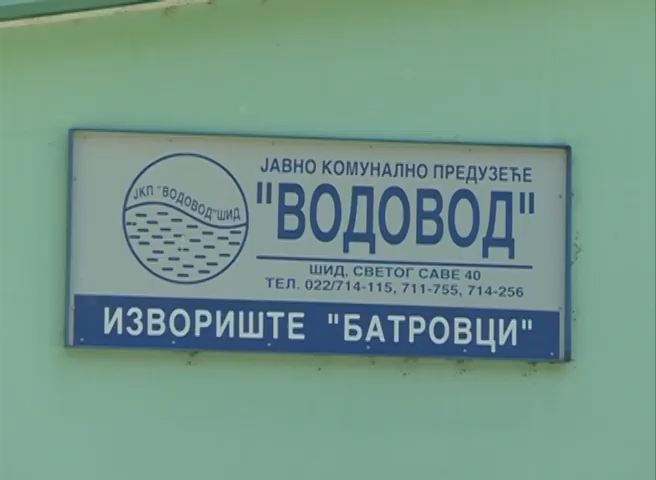 ЈКП "ВОДОВОД" ШИД
ЈАВНО КОМУНАЛНО ПРЕДУЗЕЋЕ
"ВОДОВОД"
ШИД, СВЕТОГ САВЕ 40
ТЕЛ. 022/714-115, 711-755, 714-256
ИЗВОРИШТЕ "БАТРОВЦИ"